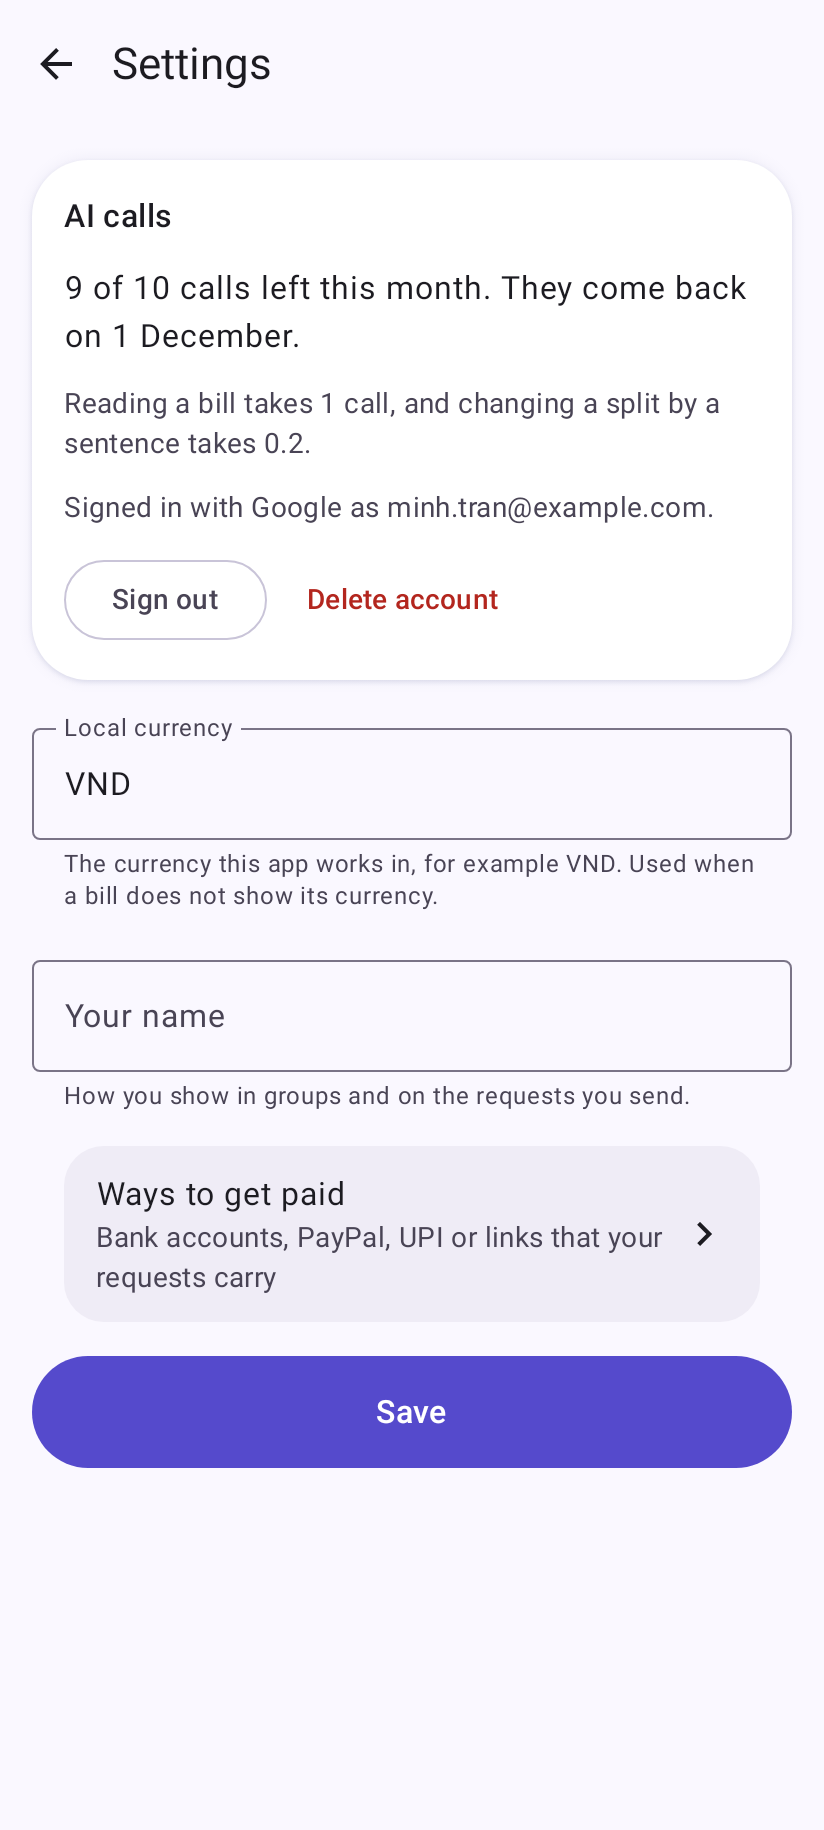 Settings
AI calls
9 of 10 calls left this month. They come back
on 1 December.
Reading a bill takes 1 call, and changing a split by a
sentence takes 0.2.
Signed in with Google as minh.tran@example.com.
Sign out
Delete account
Local currency
VND
The currency this app works in, for example VND. Used when
a bill does not show its currency.
Your name
How you show in groups and on the requests you send.
Ways to get paid
Bank accounts, PayPal, UPI or links that your
requests carry
Save